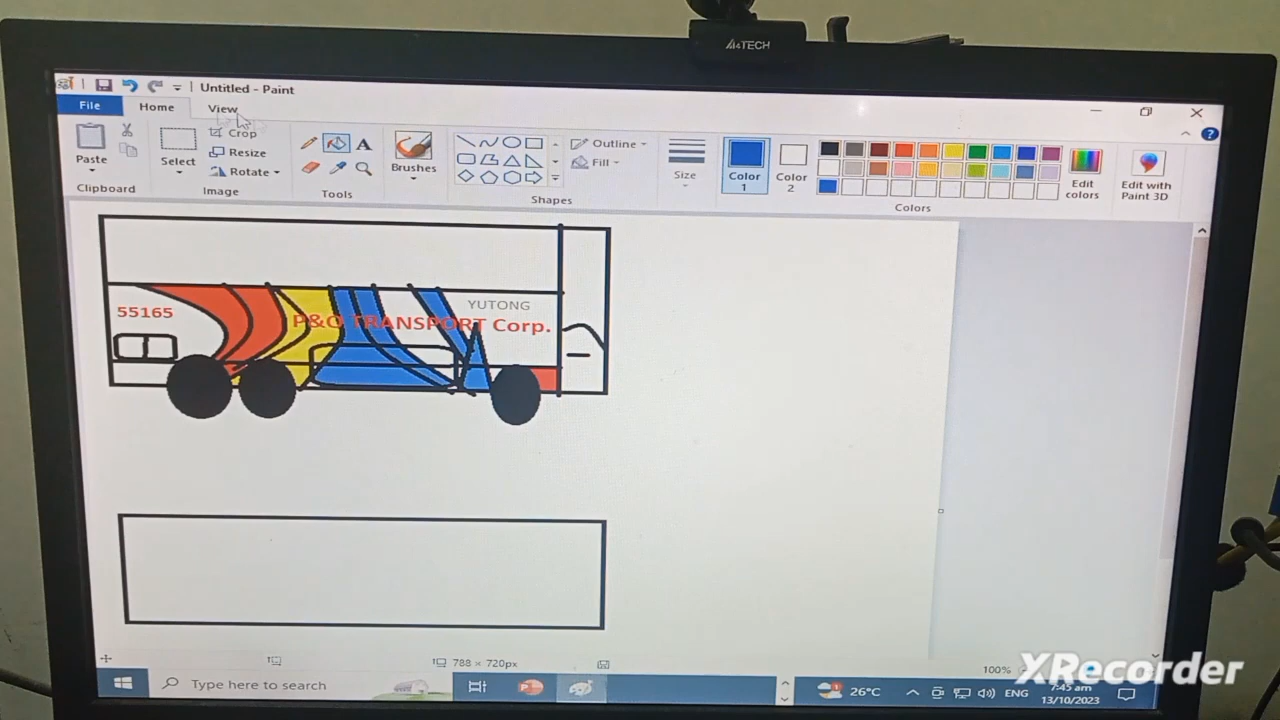 A4TECH
Untitled - Paint
File
Home
View
Paste
Clipboard
Select
Crop
Resize
Rotate
Image
A
Tools
Brushes
Outline
Fill
Shapes
Size
Color
1
Color
2
Edit
colors
Colors
Edit with
Paint 3D
55165
YUTONG
P&O TRANSPORT Corp.
788 × 720px
100%
XRecorder
Type here to search
26°C
ENG
7:45 am
13/10/2023